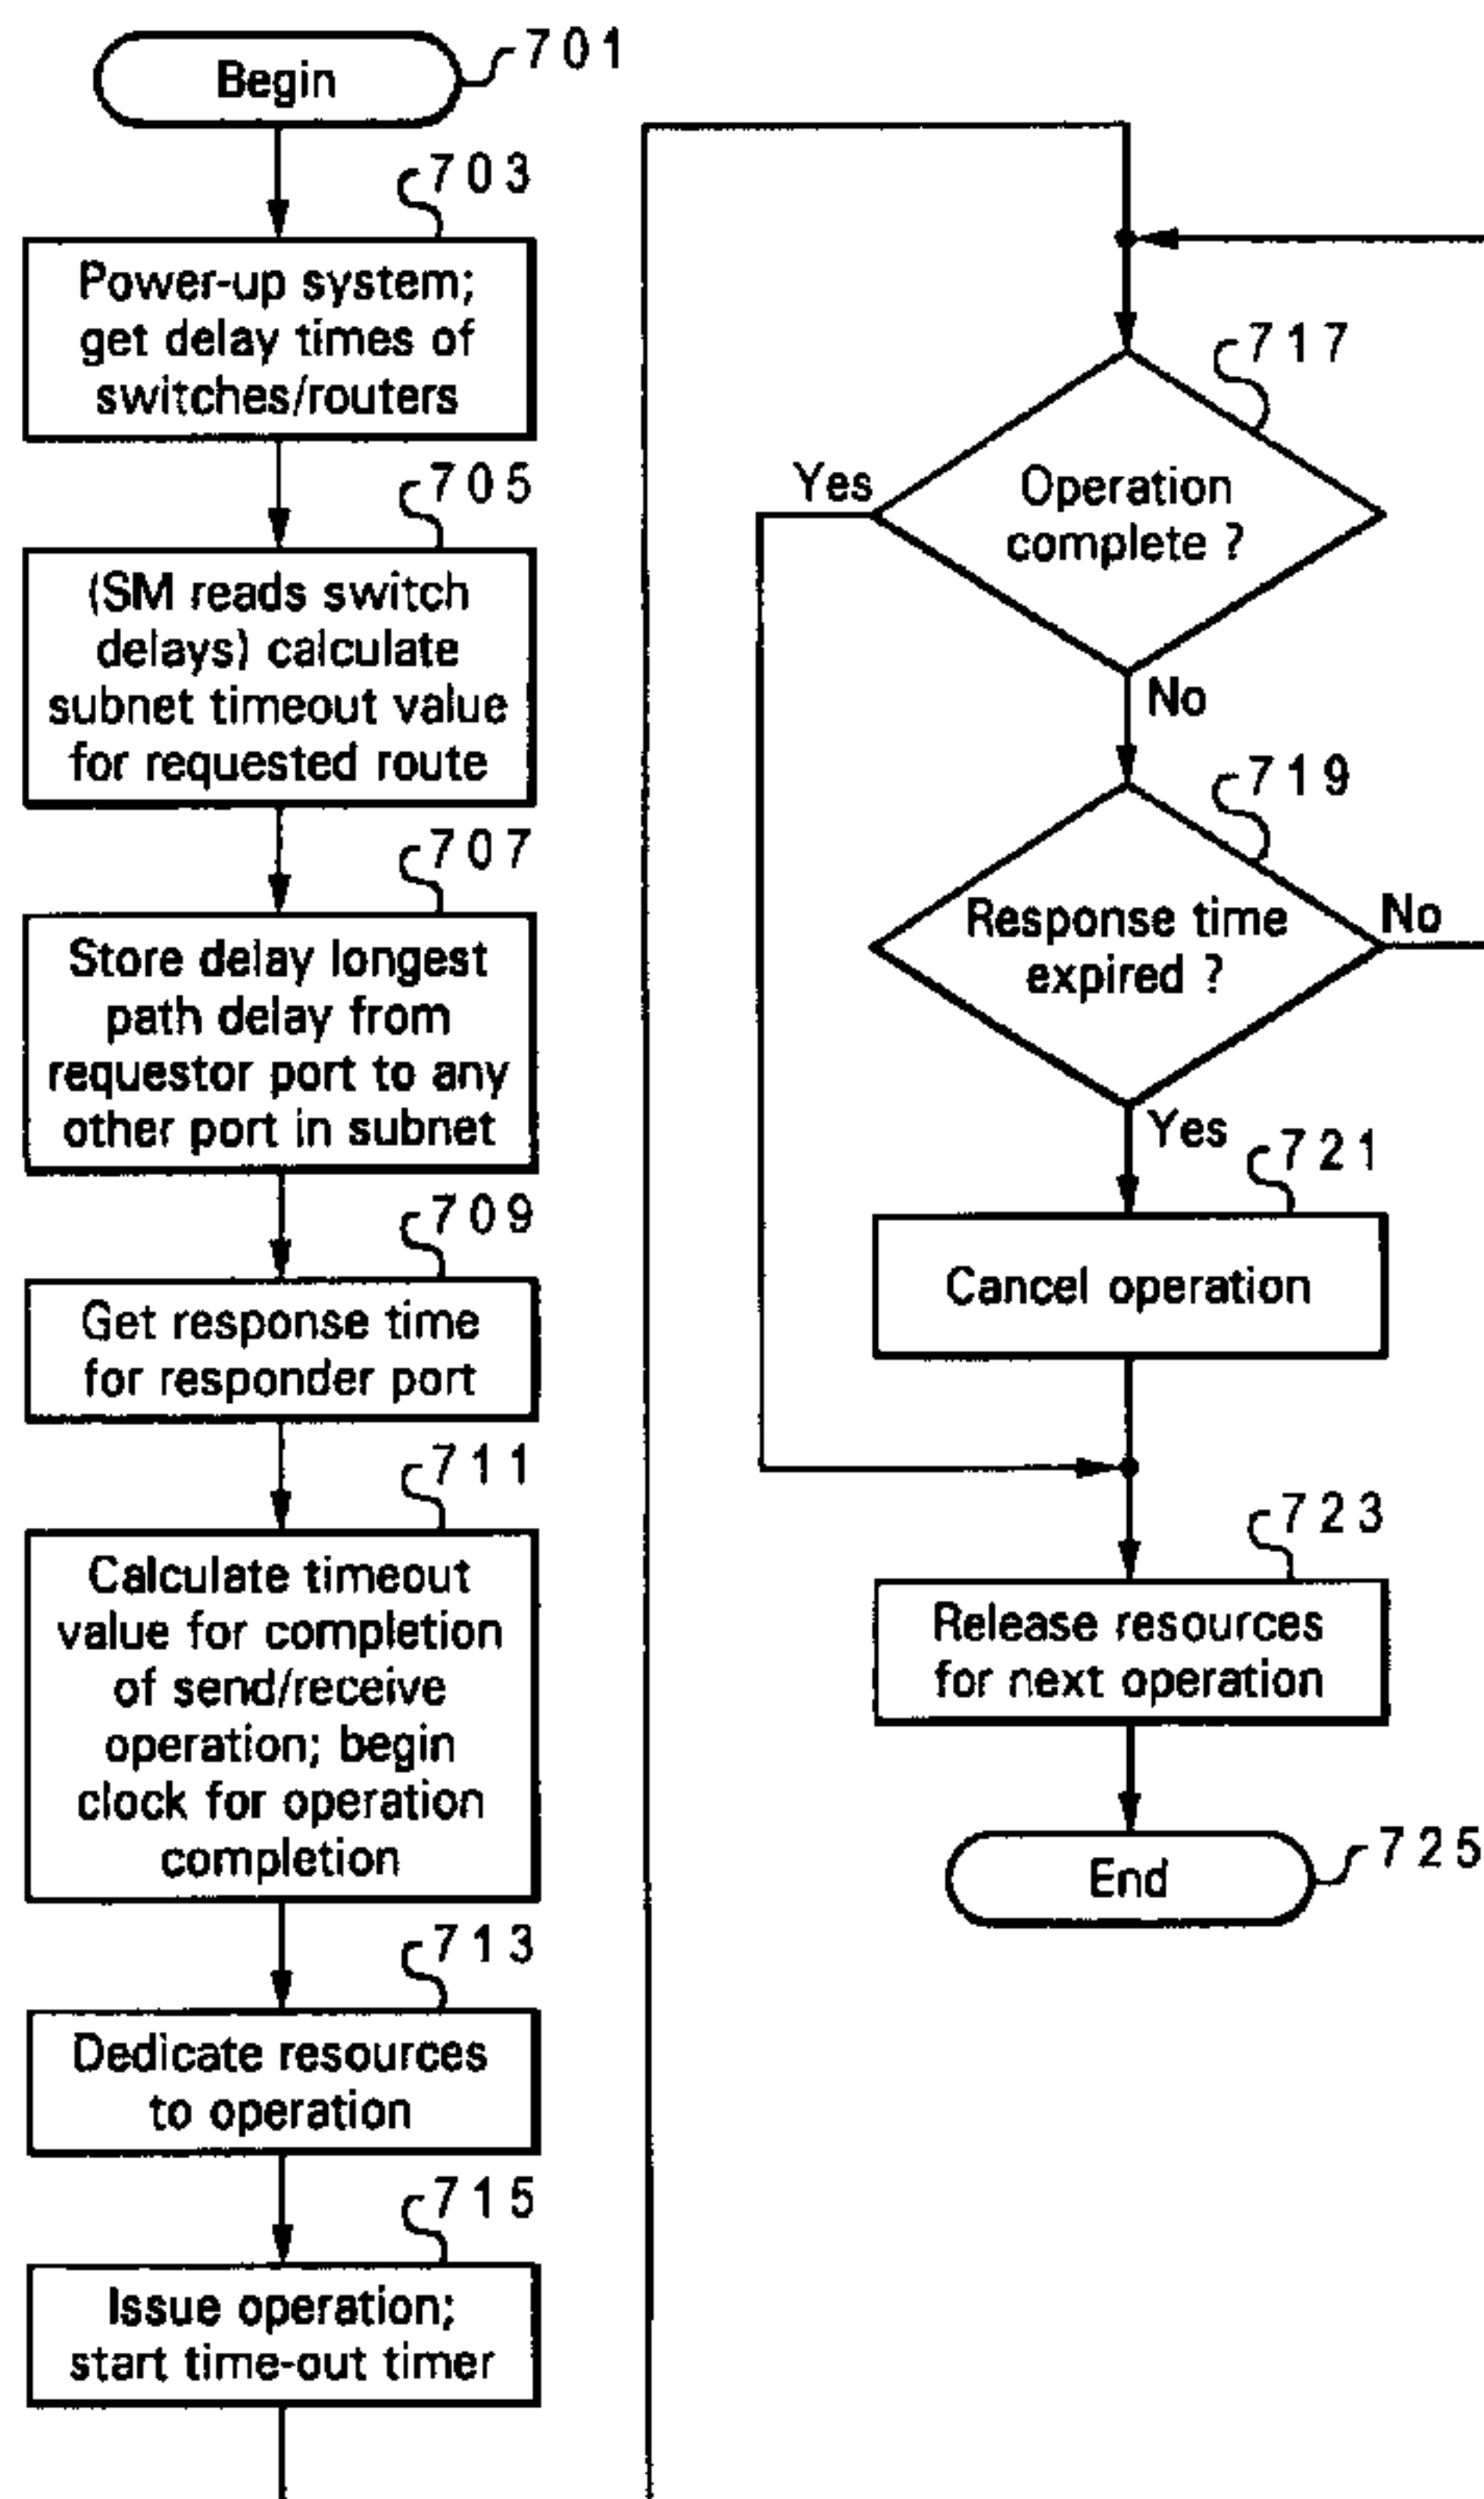 Begin
701
703
Power-up system;
get delay times of
switches/routers
705
(SM reads switch
delays) calculate
subnet timeout value
for requested route
707
Store delay longest
path delay from
requestor port to any
other port in subnet
709
Get response time
for responder port
711
Calculate timeout
value for completion
of send/receive
operation; begin
clock for operation
completion
713
Dedicate resources
to operation
715
Issue operation;
start time-out timer
717
Operation
complete ?
Yes
No
719
Response time
expired ?
No
Yes
721
Cancel operation
723
Release resources
for next operation
End
725